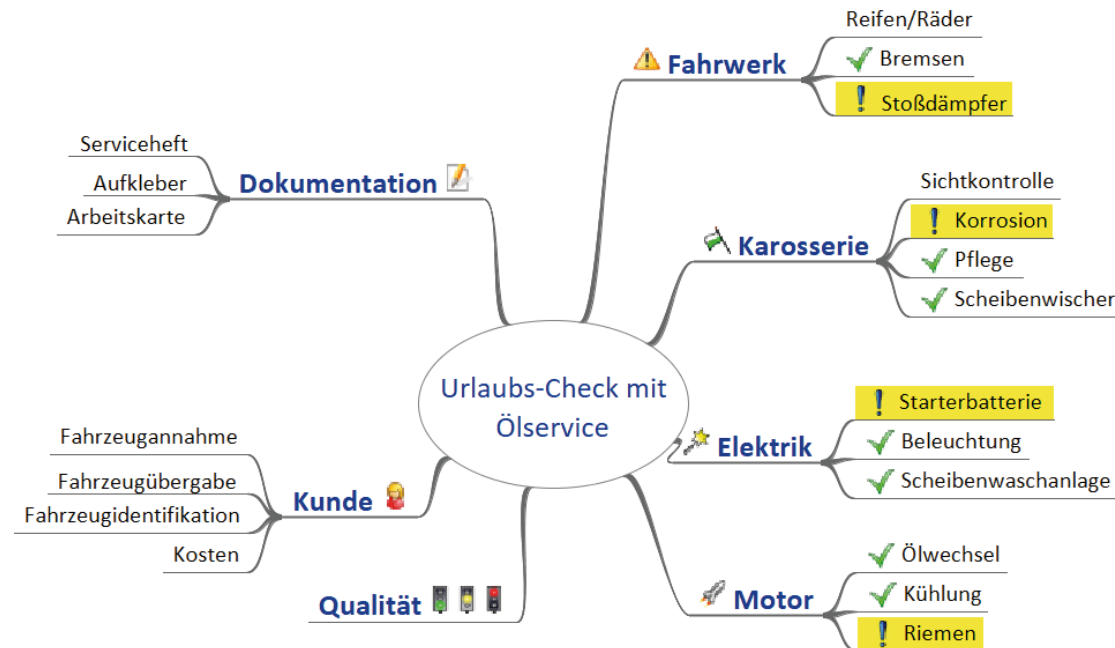 Urlaubs-Check mit
Ölservice
Fahrwerk
Reifen/Räder
Bremsen
Stoßdämpfer
Karosserie
Sichtkontrolle
Korrosion
Pflege
Scheibenwischer
Elektrik
Starterbatterie
Beleuchtung
Scheibenwaschanlage
Motor
Ölwechsel
Kühlung
Riemen
Qualität
Kunde
Fahrzeugannahme
Fahrzeugübergabe
Fahrzeugidentifikation
Kosten
Dokumentation
Serviceheft
Aufkleber
Arbeitskarte